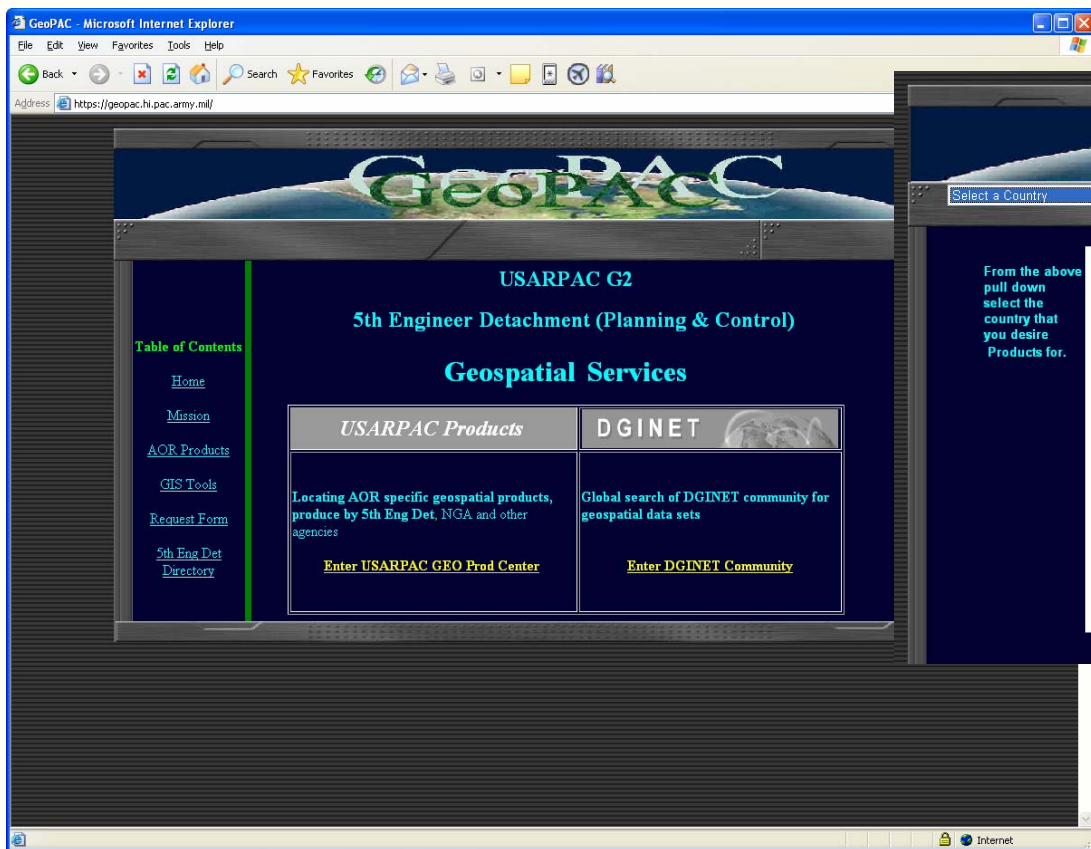 GeoPAC - Microsoft Internet Explorer
File Edit View Favorites Tools Help
Back Search Favorites
Address https://geopac.hi.pac.army.mil/
GeoPAC
GeoPAC
Select a Country
USARPAC G2
5th Engineer Detachment (Planning & Control)
Geospatial Services
Table of Contents
Home
Mission
AOR Products
GIS Tools
Request Form
5th Eng Det
Directory
USARPAC Products
DGINET
Locating AOR specific geospatial products,
produce by 5th Eng Det, NGA and other
agencies
Enter USARPAC GEO Prod Center
Global search of DGINET community for
geospatial data sets
Enter DGINET Community
From the above
pull down
select the
country that
you desire
Products for.
Internet